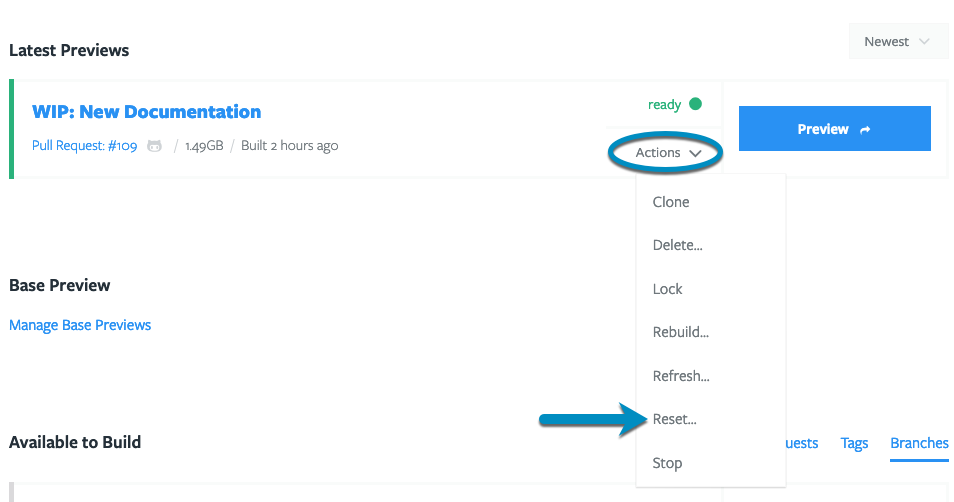 Newest
Latest Previews
WIP: New Documentation
ready
Preview
Pull Request: #109 / 1.49GB / Built 2 hours ago
Actions
Clone
Delete...
Lock
Rebuild...
Refresh...
Reset...
Stop
Base Preview
Manage Base Previews
Available to Build
Tags Branches